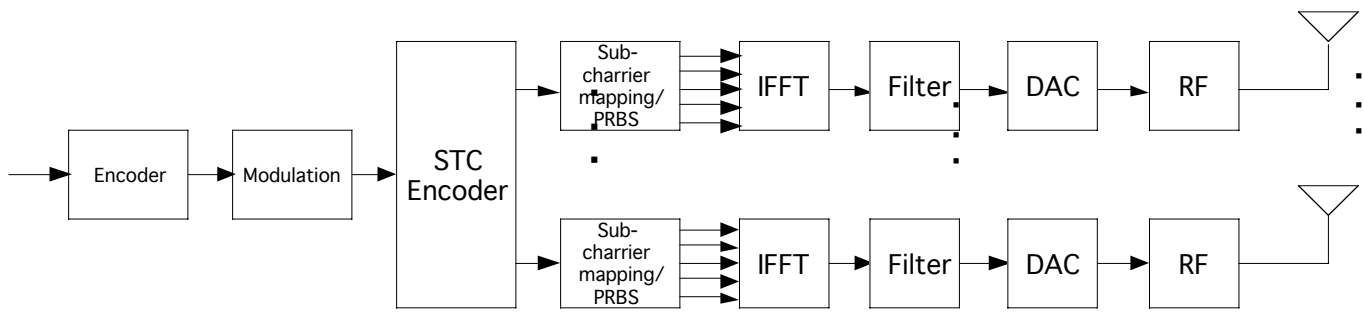 Encoder
Modulation
STC
Encoder
Sub-
charrier
mapping/
PRBS
IFFT
Filter
DAC
RF
Sub-
charrier
mapping/
PRBS
IFFT
Filter
DAC
RF